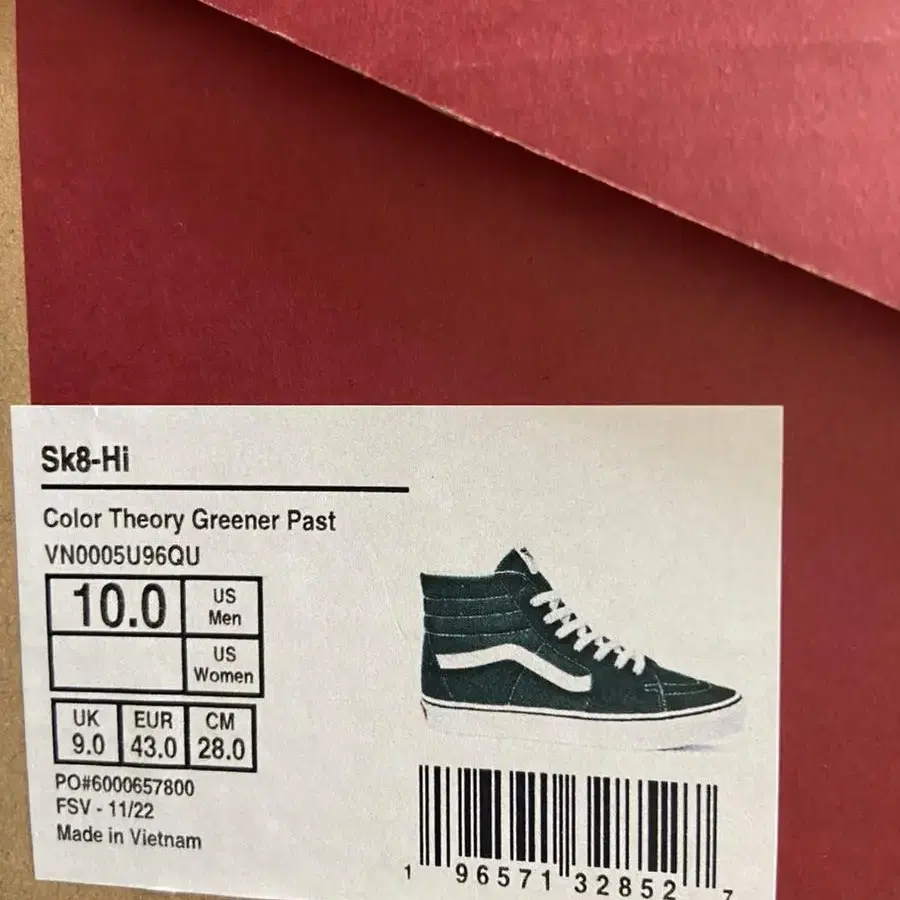 Sk8-Hi
Color Theory Greener Past
VN0005U96QU
10.0 US Men
US Women
UK EUR CM
9.0 43.0 28.0
PO#6000657800
FSV - 11/22
Made in Vietnam
1 96571 32852 7